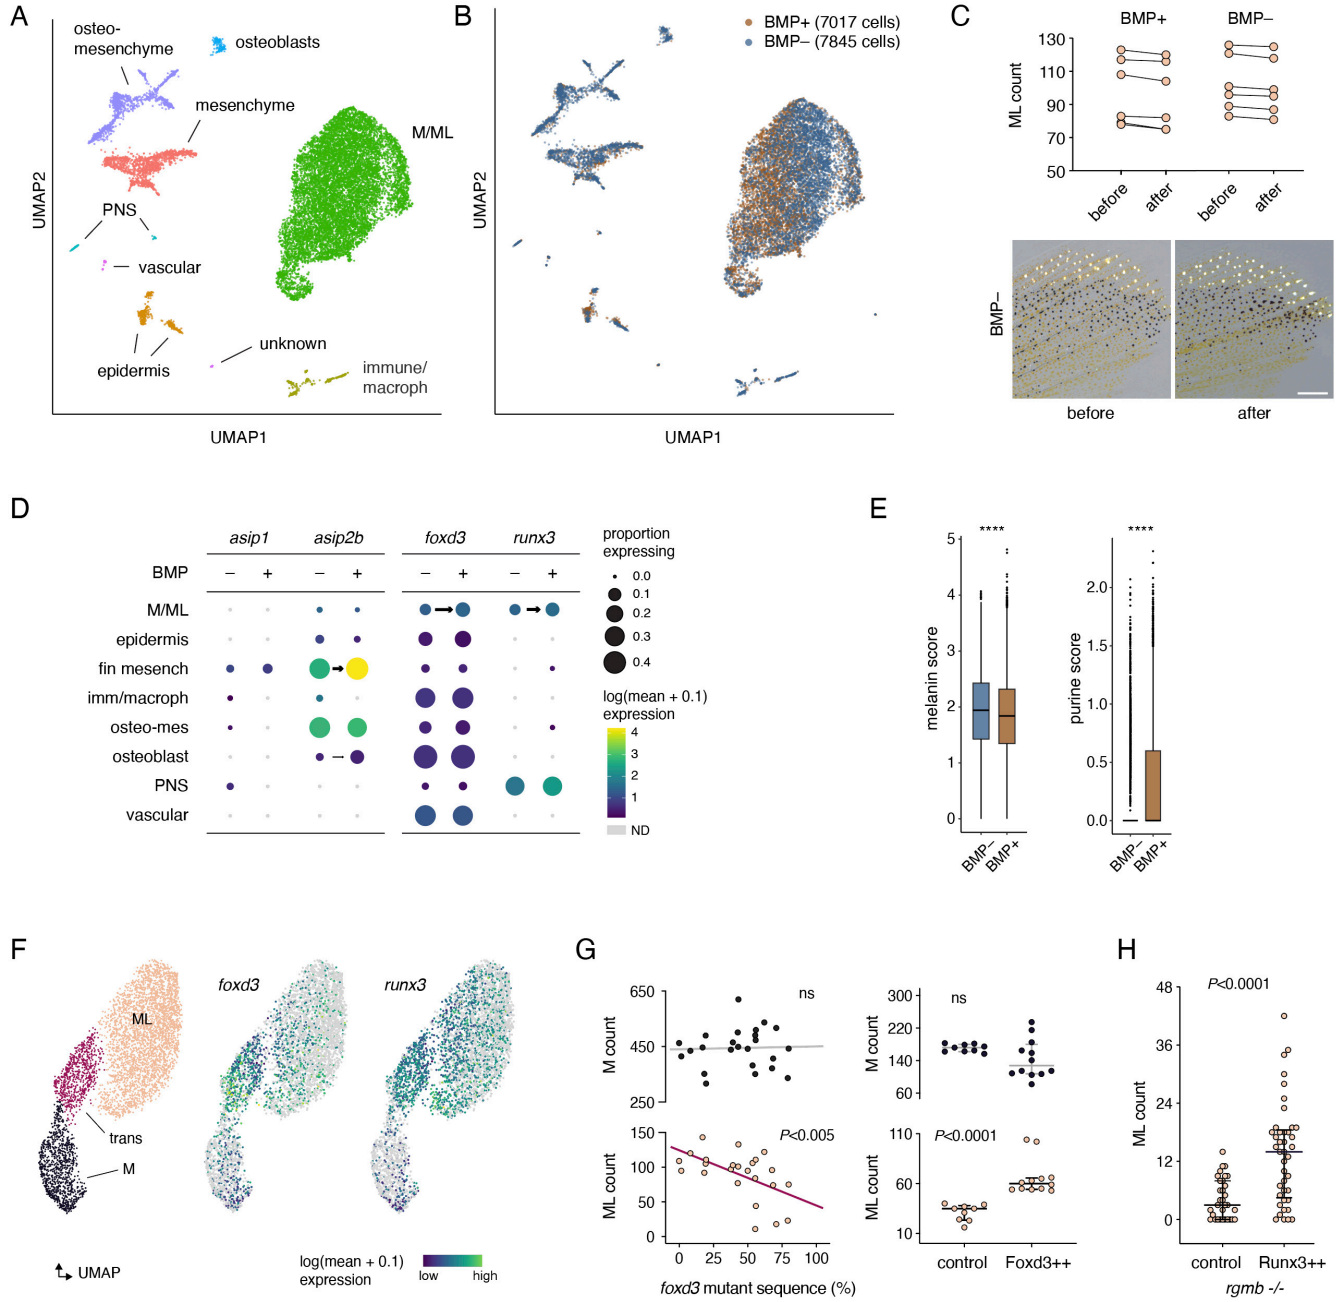 A
osteo-
mesenchyme
osteoblasts
mesenchyme
M/ML
PNS
vascular
epidermis
unknown
immune/
macroph
UMAP2
UMAP1
B
BMP+ (7017 cells)
BMP– (7845 cells)
UMAP2
UMAP1
C
BMP+ BMP–
ML count
130
110
90
70
50
before after before after
BMP–
before after
D
asip1 asip2b foxd3 runx3
BMP – + – + – + – +
M/ML
epidermis
fin mesench
imm/macroph
osteo-mes
osteoblast
PNS
vascular
proportion
expressing
0.0
0.1
0.2
0.3
0.4
log(mean + 0.1)
expression
4
3
2
1
ND
E
****
melanin score
5
4
3
2
1
0
BMP– BMP+
****
purine score
2.0
1.5
1.0
0.5
0.0
BMP– BMP+
F
ML
trans
M
foxd3
runx3
UMAP
log(mean + 0.1)
expression
low high
G
M count
650
450
250
ns
ML count
150
100
50
0
P<0.005
0 25 50 75 100
foxd3 mutant sequence (%)
M count
300
220
140
60
ns
ML count
110
60
10
P<0.0001
control Foxd3++
H
P<0.0001
ML count
48
36
24
12
0
control Runx3++
rgmb -/-